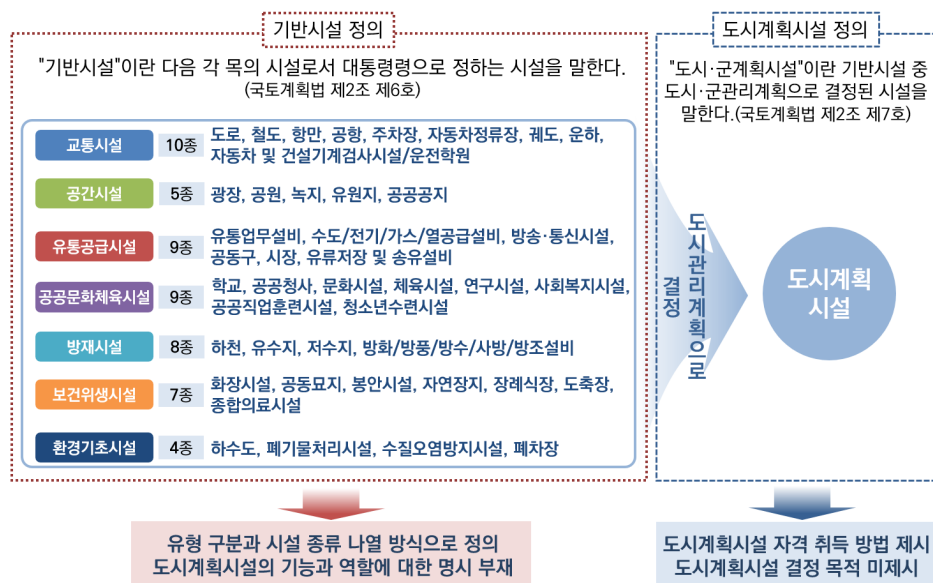 기반시설 정의
"기반시설"이란 다음 각 목의 시설로서 대통령령으로 정하는 시설을 말한다.
(국토계획법 제2조 제6호)
교통시설
10종
도로, 철도, 항만, 공항, 주차장, 자동차정류장, 궤도, 운하,
자동차 및 건설기계검사시설/운전학원
공간시설
5종
광장, 공원, 녹지, 유원지, 공공공지
유통공급시설
9종
유통업무설비, 수도/전기/가스/열공급설비, 방송·통신시설,
공동구, 시장, 유류저장 및 송유설비
공공문화체육시설
9종
학교, 공공청사, 문화시설, 체육시설, 연구시설, 사회복지시설,
공공직업훈련시설, 청소년수련시설
방재시설
8종
하천, 유수지, 저수지, 방화/방풍/방수/사방/방조설비
보건위생시설
7종
화장시설, 공동묘지, 봉안시설, 자연장지, 장례식장, 도축장,
종합의료시설
환경기초시설
4종
하수도, 폐기물처리시설, 수질오염방지시설, 폐차장
유형 구분과 시설 종류 나열 방식으로 정의
도시계획시설의 기능과 역할에 대한 명시 부재
도시계획시설 정의
"도시·군계획시설"이란 기반시설 중
도시·군관리계획으로 결정된 시설을
말한다.(국토계획법 제2조 제7호)
도시관리계획으로
결정
도시계획
시설
도시계획시설 자격 취득 방법 제시
도시계획시설 결정 목적 미제시